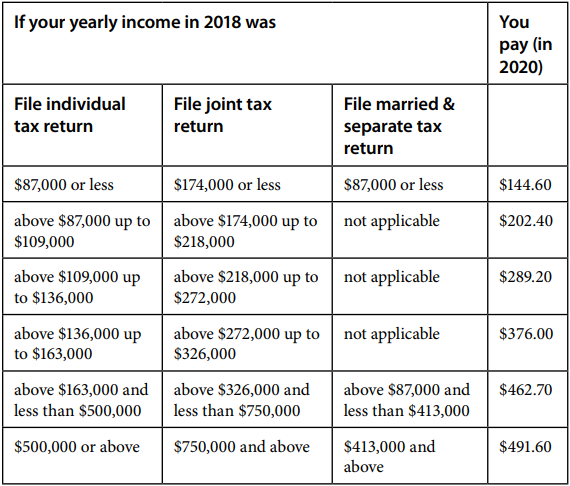 If your yearly income in 2018 was
You
pay (in
2020)
File individual
tax return
File joint tax
return
File married &
separate tax
return
$87,000 or less
$174,000 or less
$87,000 or less
$144.60
above $87,000 up to
$109,000
above $174,000 up to
$218,000
not applicable
$202.40
above $109,000 up
to $136,000
above $218,000 up to
$272,000
not applicable
$289.20
above $136,000 up
to $163,000
above $272,000 up to
$326,000
not applicable
$376.00
above $163,000 and
less than $500,000
above $326,000 and
less than $750,000
above $87,000 and
less than $413,000
$462.70
$500,000 or above
$750,000 and above
$413,000 and
above
$491.60